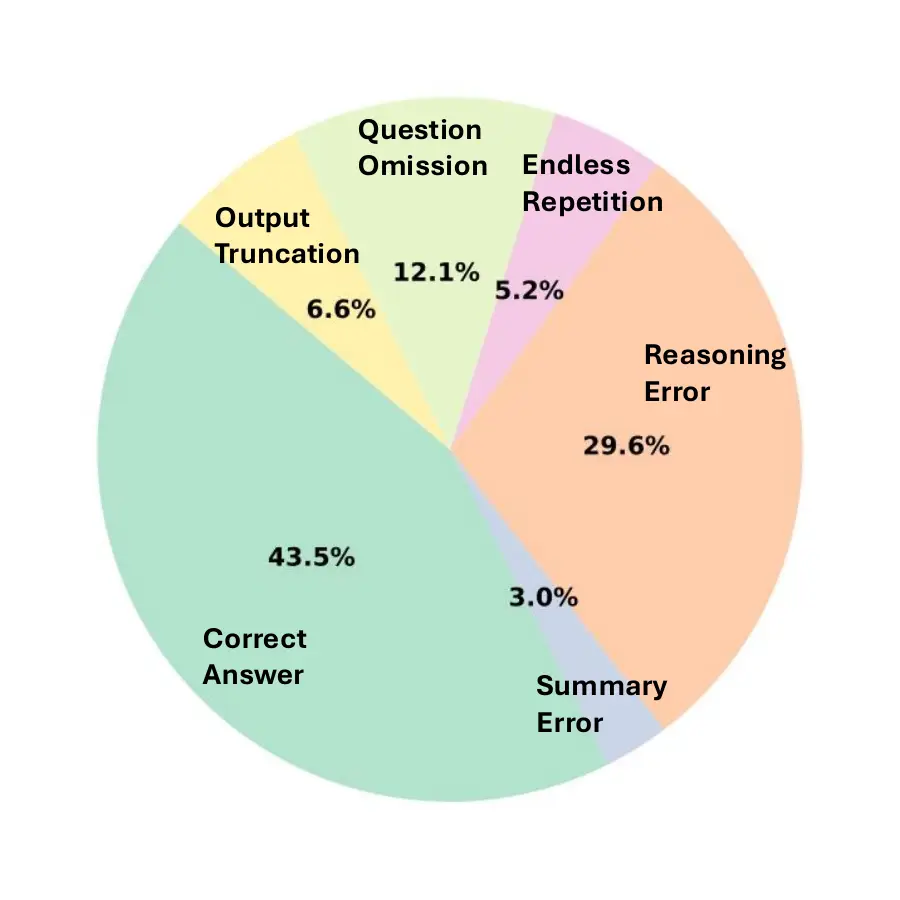 Question
Omission
12.1%
Endless
Repetition
5.2%
Output
Truncation
6.6%
Reasoning
Error
29.6%
43.5%
Correct
Answer
3.0%
Summary
Error